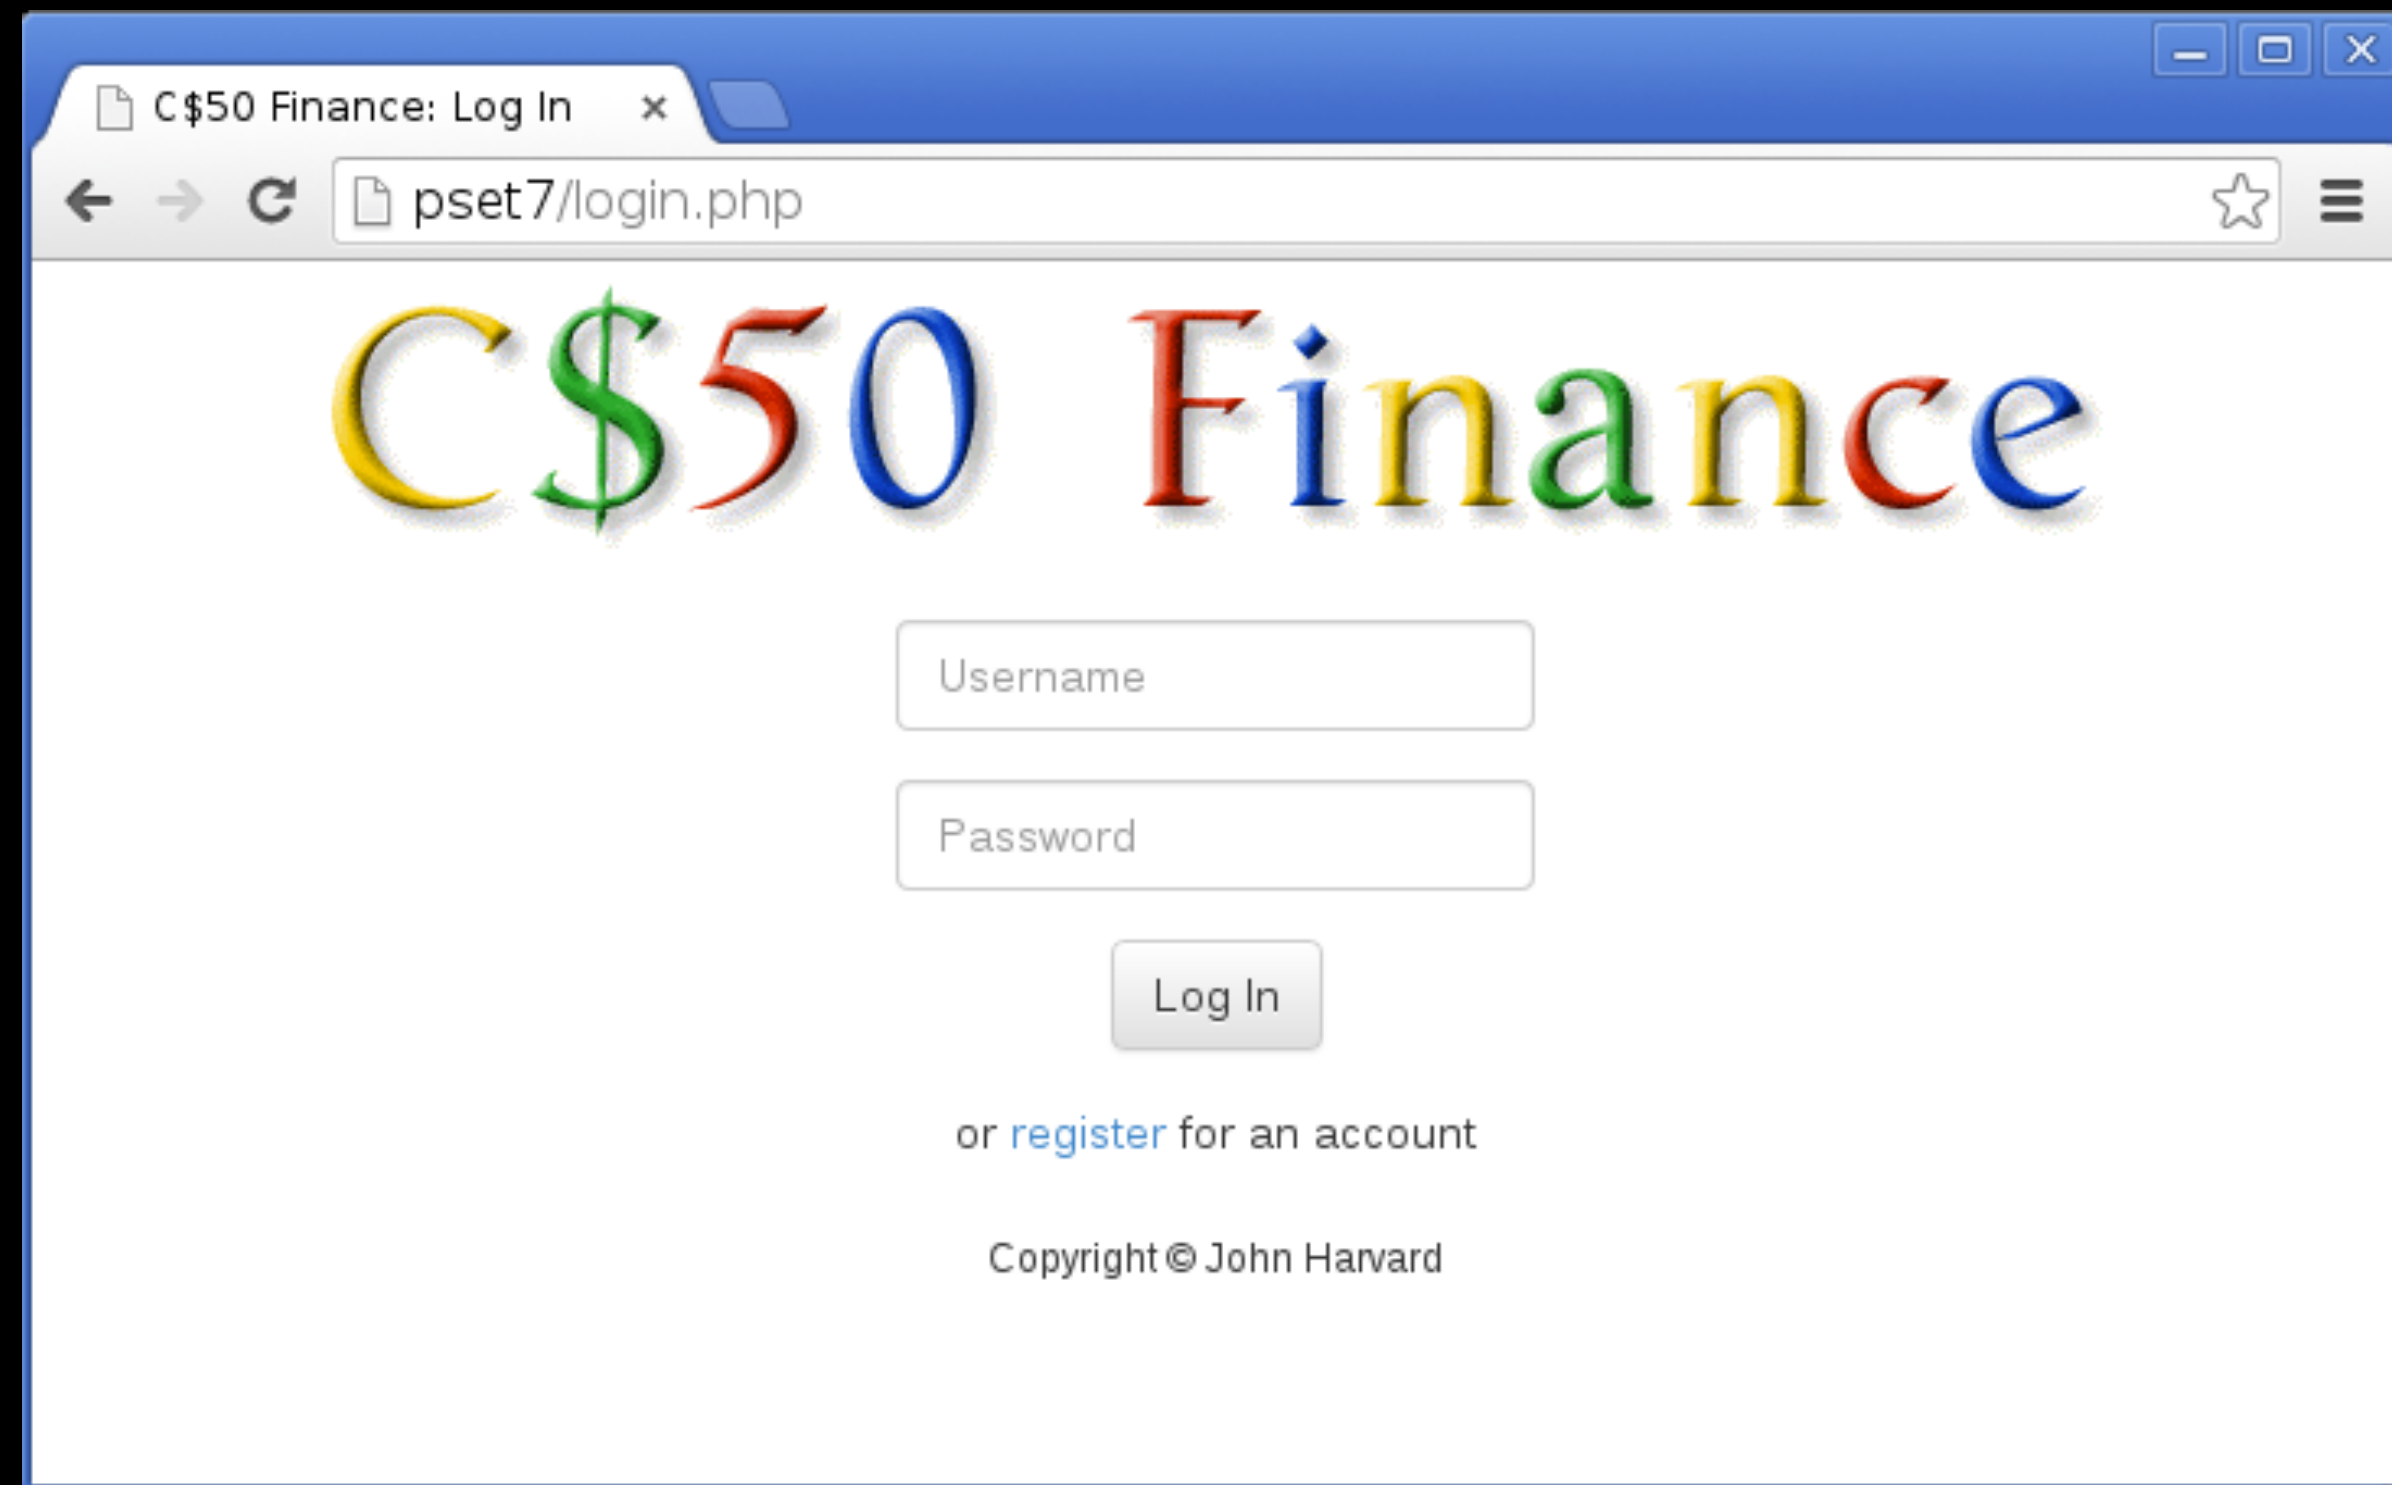 C$50 Finance: Log In
pset7/login.php
C$50 Finance
Username
Password
Log In
or register for an account
Copyright © John Harvard